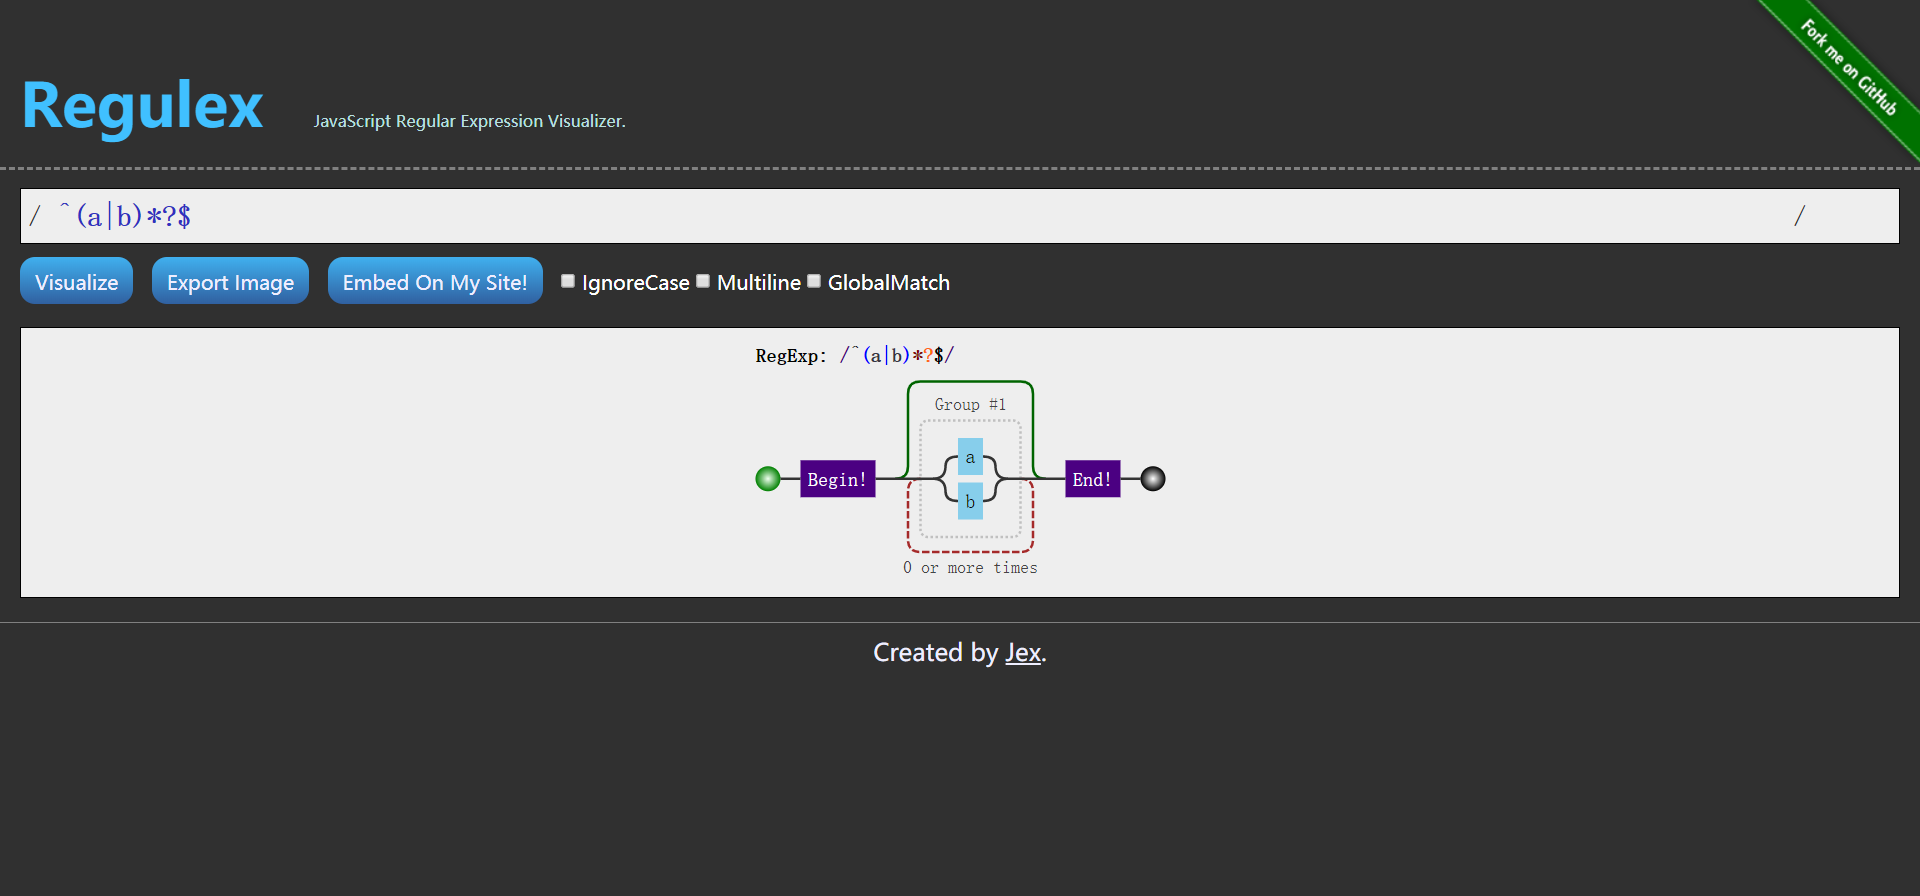 Fork me on GitHub
Regulex
JavaScript Regular Expression Visualizer.
/ ^(a|b)*?$ /
Visualize Export Image Embed On My Site! IgnoreCase Multiline GlobalMatch
RegExp: /^(a|b)*?$/
Group #1
a
Begin! End!
b
0 or more times
Created by Jex.